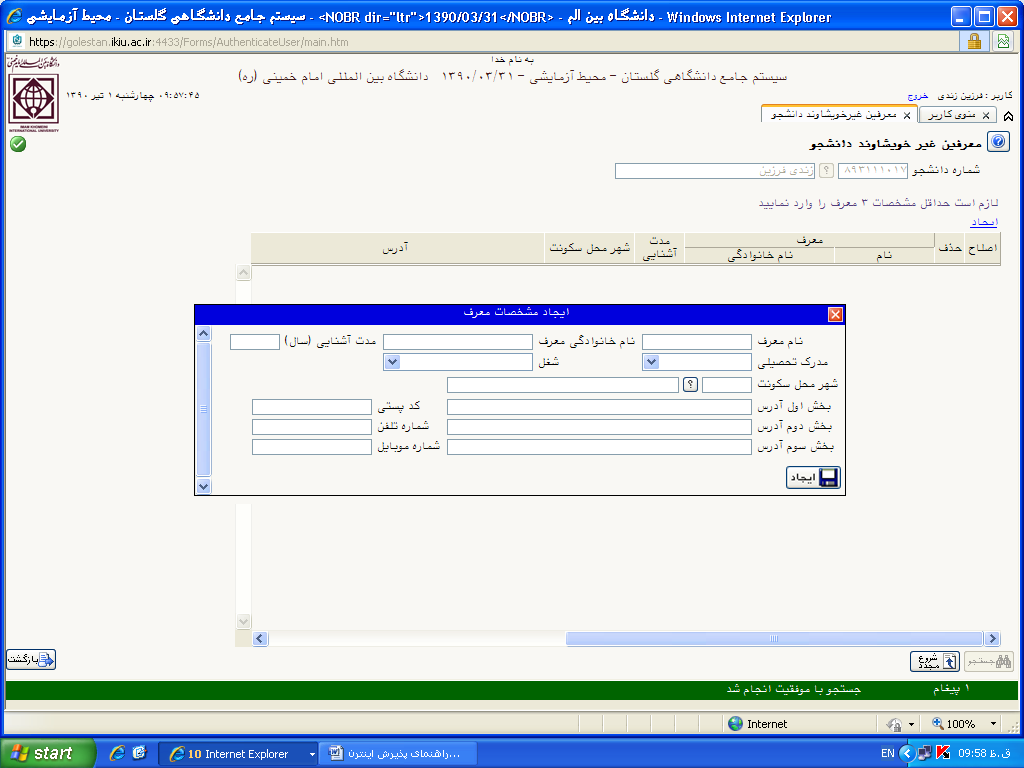 سیستم جامع دانشگاهی گلستان - محیط آزمایشی - <NOBR dir="ltr">1390/03/31</NOBR> - دانشگاه بین الم - Windows Internet Explorer
https://golestan.ikiu.ac.ir:4433/Forms/AuthenticateUser/main.htm
به نام خدا
سیستم جامع دانشگاهی گلستان - محیط آزمایشی - ۱۳۹۰/۰۳/۳۱ دانشگاه بین المللی امام خمینی (ره)
کاربر : فرزین زندی خروج
۰۹:۵۷:۴۵ چهارشنبه ۱ تیر ۱۳۹۰
IMAM KHOMEINI
INTERNATIONAL UNIVERSITY
منوی کاربر
معرفین غیرخویشاوند دانشجو
معرفین غیر خویشاوند دانشجو
شماره دانشجو ۸۹۳۱۱۱۰۱۷ ؟ زندی فرزین
لازم است حداقل مشخصات ۳ معرف را وارد نمایید
ایجاد
اصلاح حذف معرف مدت آشنایی شهر محل سکونت آدرس
نام نام خانوادگی
ایجاد مشخصات معرف
نام معرف نام خانوادگی معرف مدت آشنایی (سال)
مدرک تحصیلی شغل
شهر محل سکونت ؟
بخش اول آدرس کد پستی
بخش دوم آدرس شماره تلفن
بخش سوم آدرس شماره موبایل
ایجاد
جستجو شروع مجدد بازگشت
۱ پیغام جستجو با موفقیت انجام شد
Internet 100%
start 10 Internet Explorer راهنمای پذیرش اینترن... EN 09:58 ق.ظ